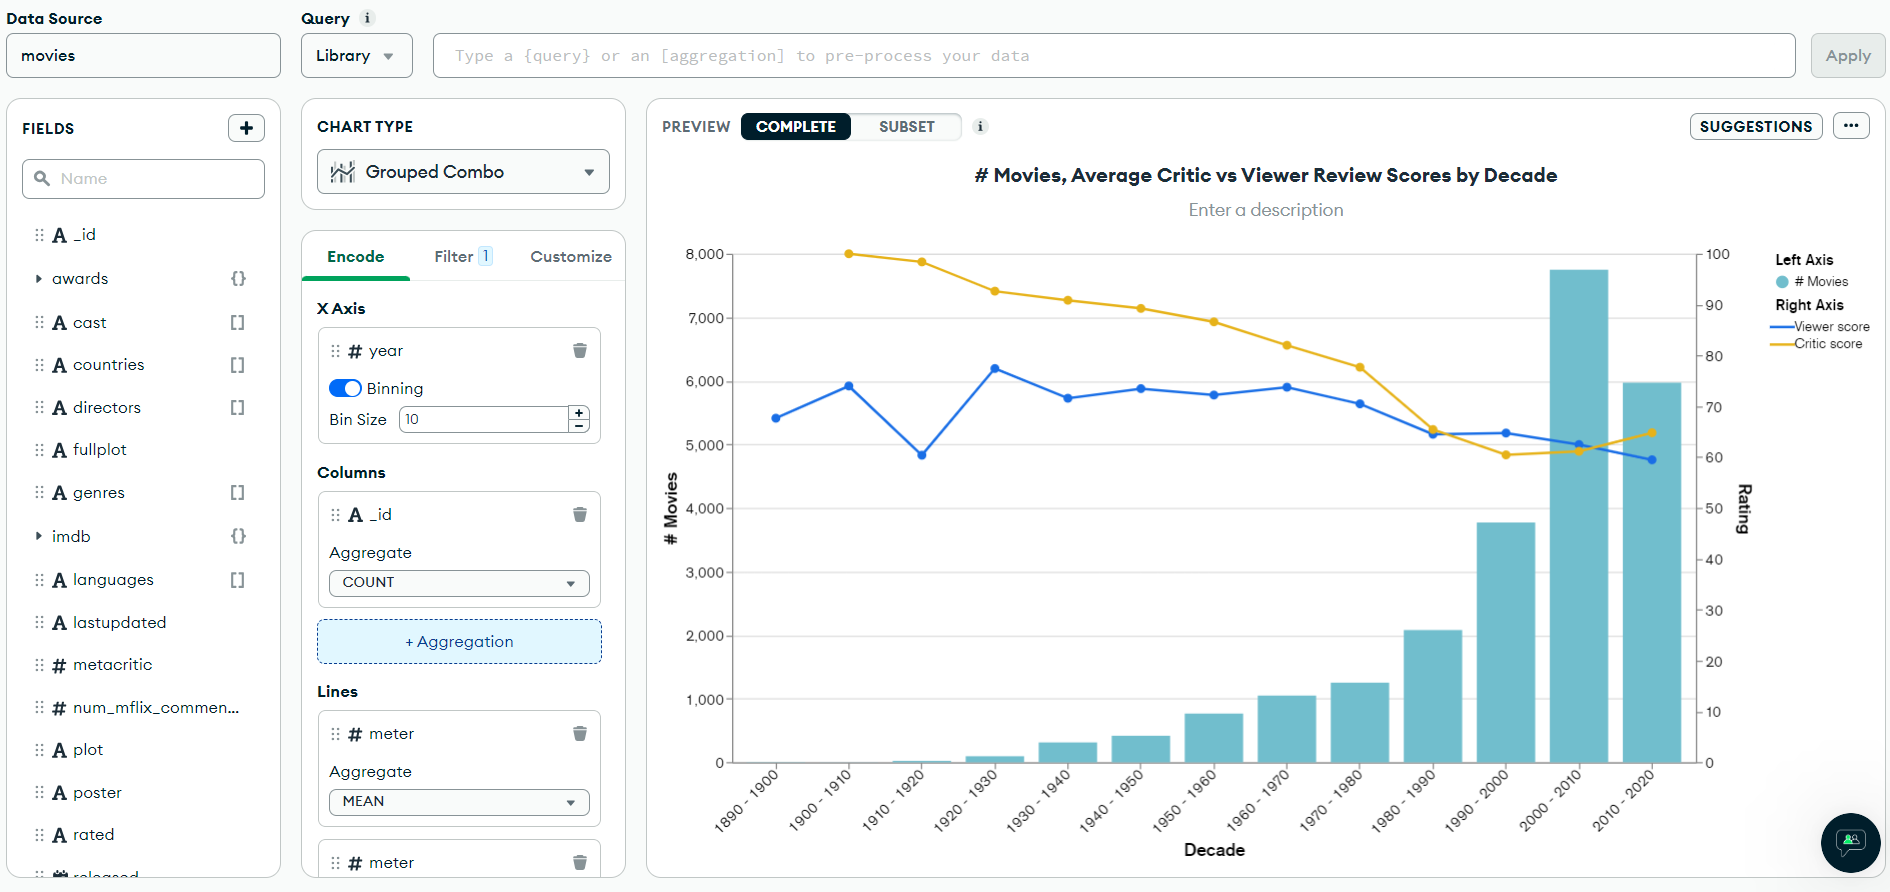 Data Source
movies
Query
Library
Type a {query} or an [aggregation] to pre-process your data
Apply
FIELDS
Name
_id
awards
cast
countries
directors
fullplot
genres
imdb
languages
lastupdated
metacritic
num_mflix_commen...
plot
poster
rated
released
CHART TYPE
Grouped Combo
Encode
Filter 1
Customize
X Axis
# year
Binning
Bin Size 10
Columns
A _id
Aggregate
COUNT
+ Aggregation
Lines
# meter
Aggregate
MEAN
# meter
PREVIEW COMPLETE SUBSET
SUGGESTIONS
# Movies, Average Critic vs Viewer Review Scores by Decade
Enter a description
# Movies
8,000
7,000
6,000
5,000
4,000
3,000
2,000
1,000
0
100
90
80
70
60
50
40
30
20
10
0
Rating
1890 - 1900
1900 - 1910
1910 - 1920
1920 - 1930
1930 - 1940
1940 - 1950
1950 - 1960
1960 - 1970
1970 - 1980
1980 - 1990
1990 - 2000
2000 - 2010
2010 - 2020
Decade
Left Axis
# Movies
Right Axis
Viewer score
Critic score